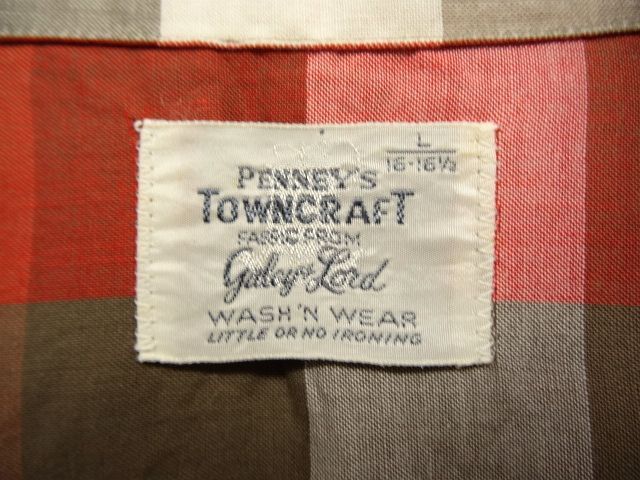 L
16-16½
PENNEY'S
TOWNCRAFT
FABRIC FROM
Galey & Lord
WASH 'N WEAR
LITTLE OR NO IRONING